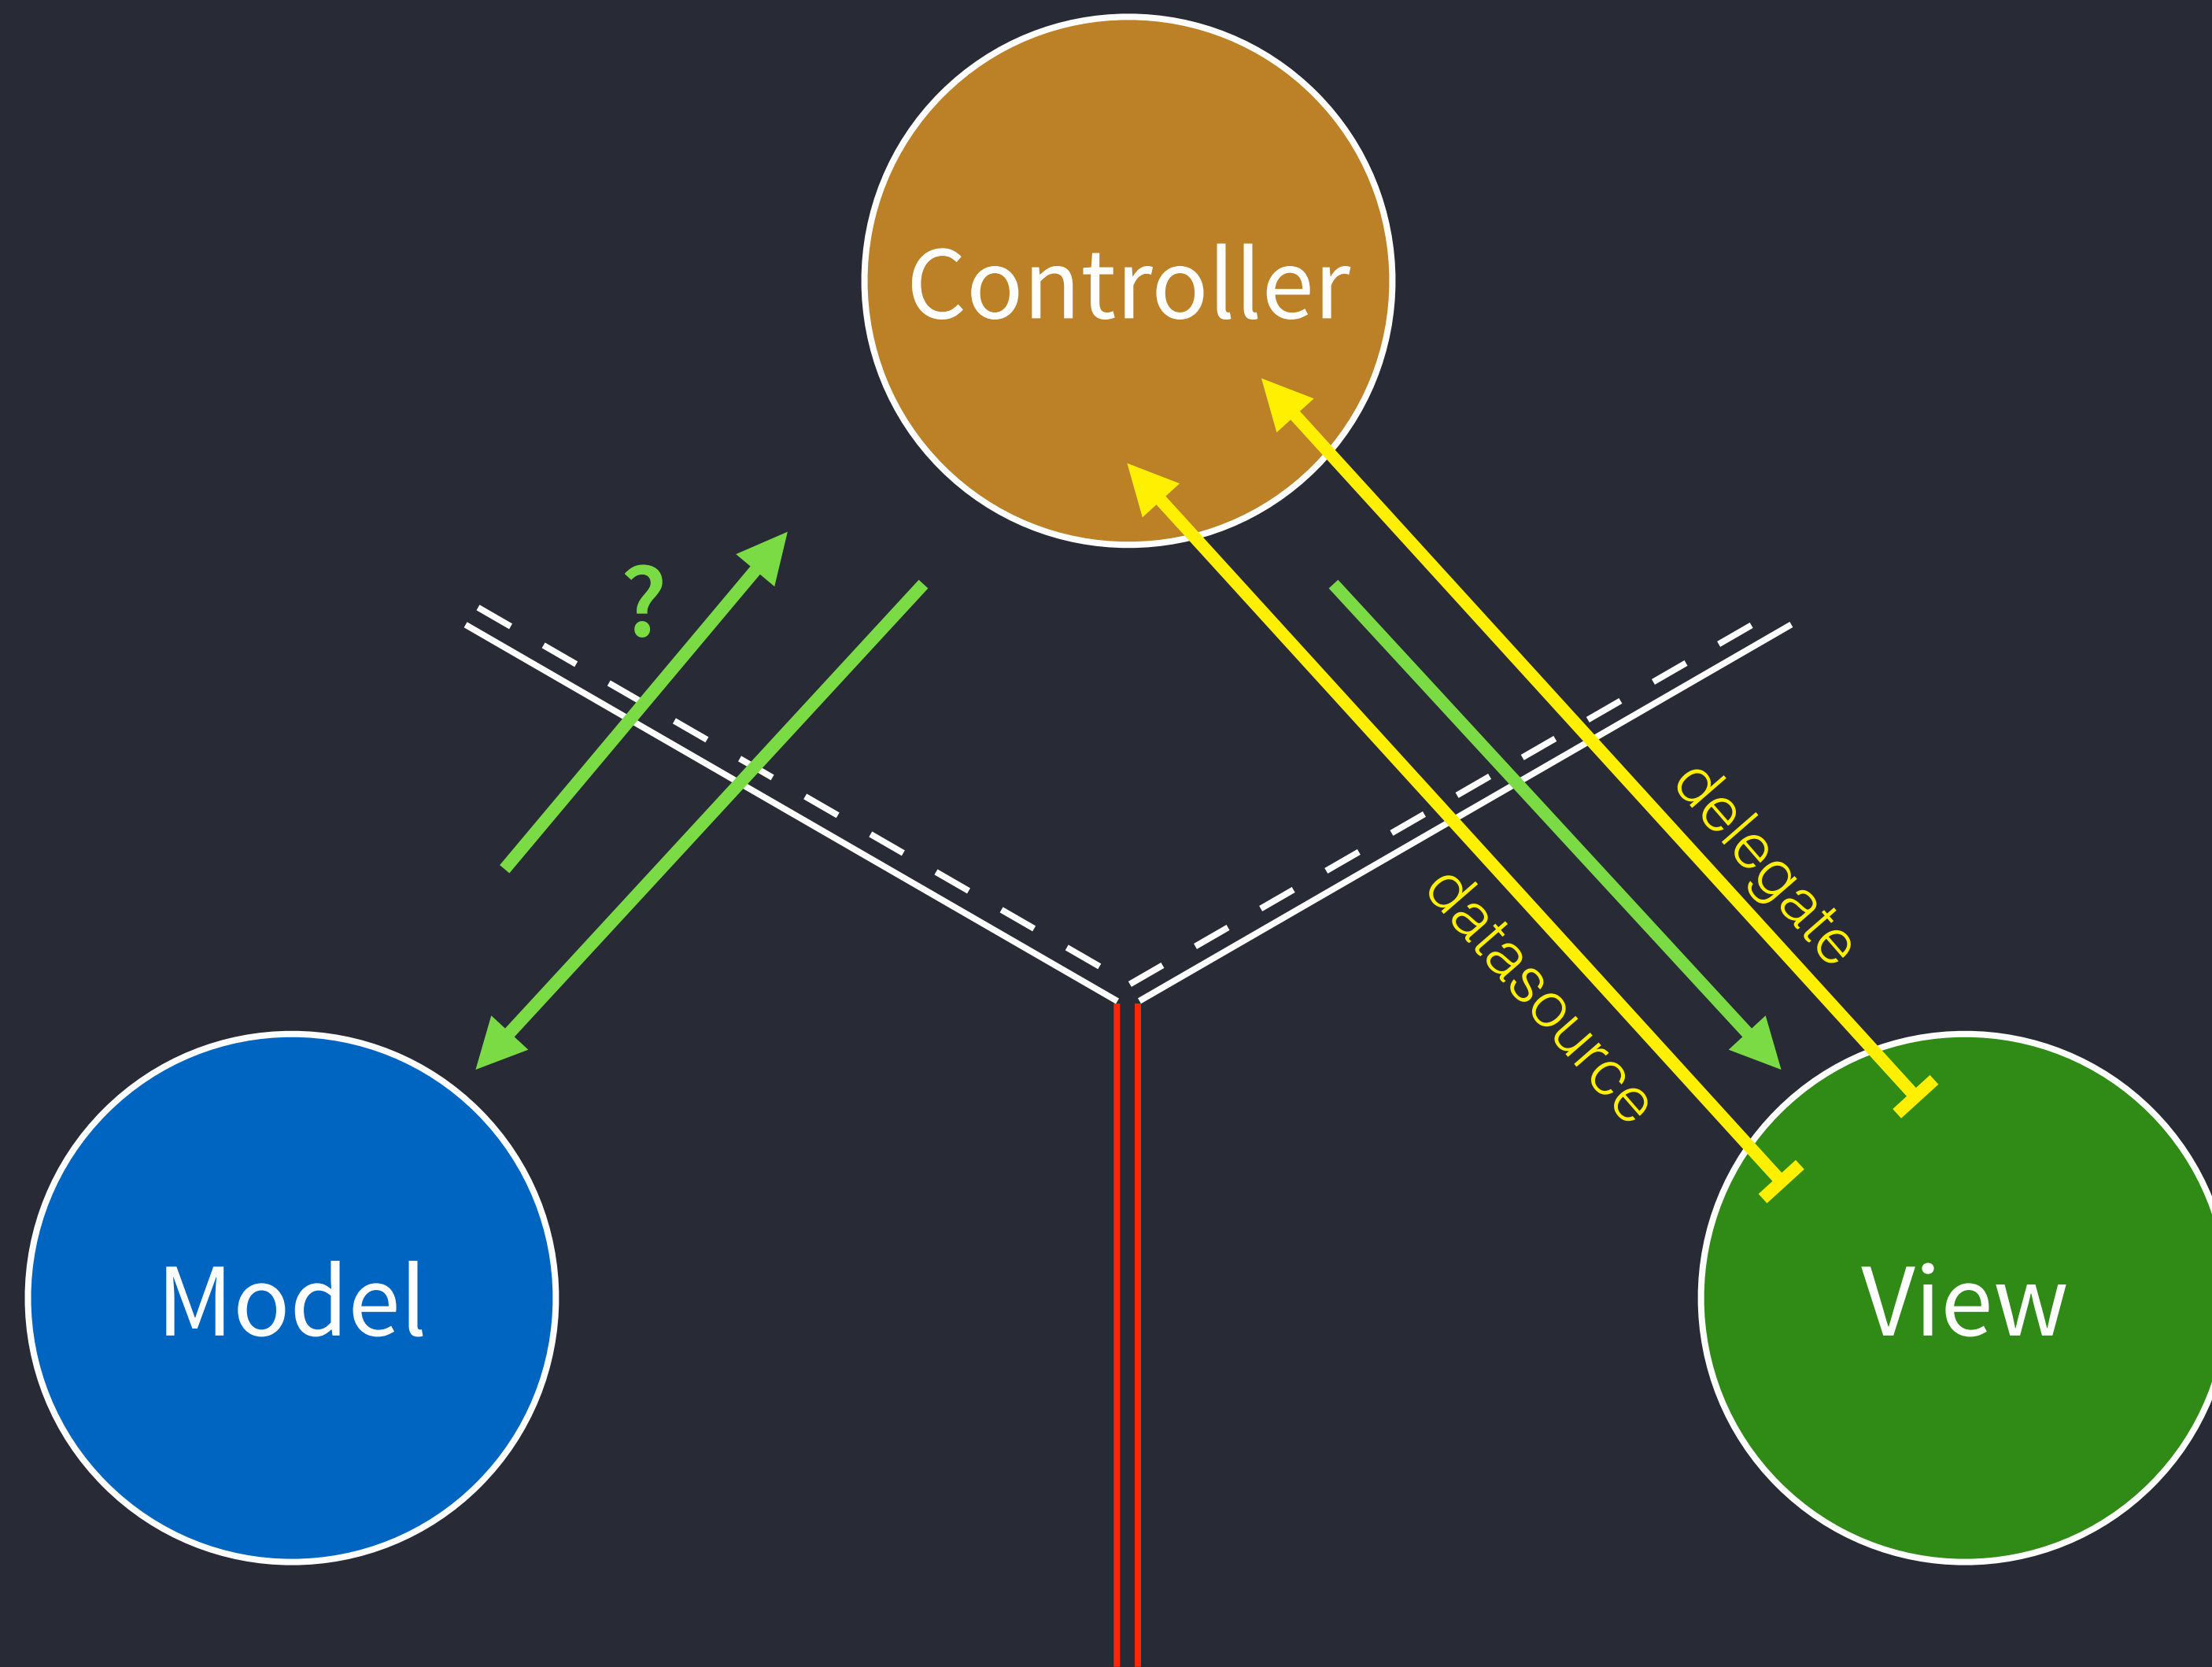 Controller
?
delegate
datasource
Model
View